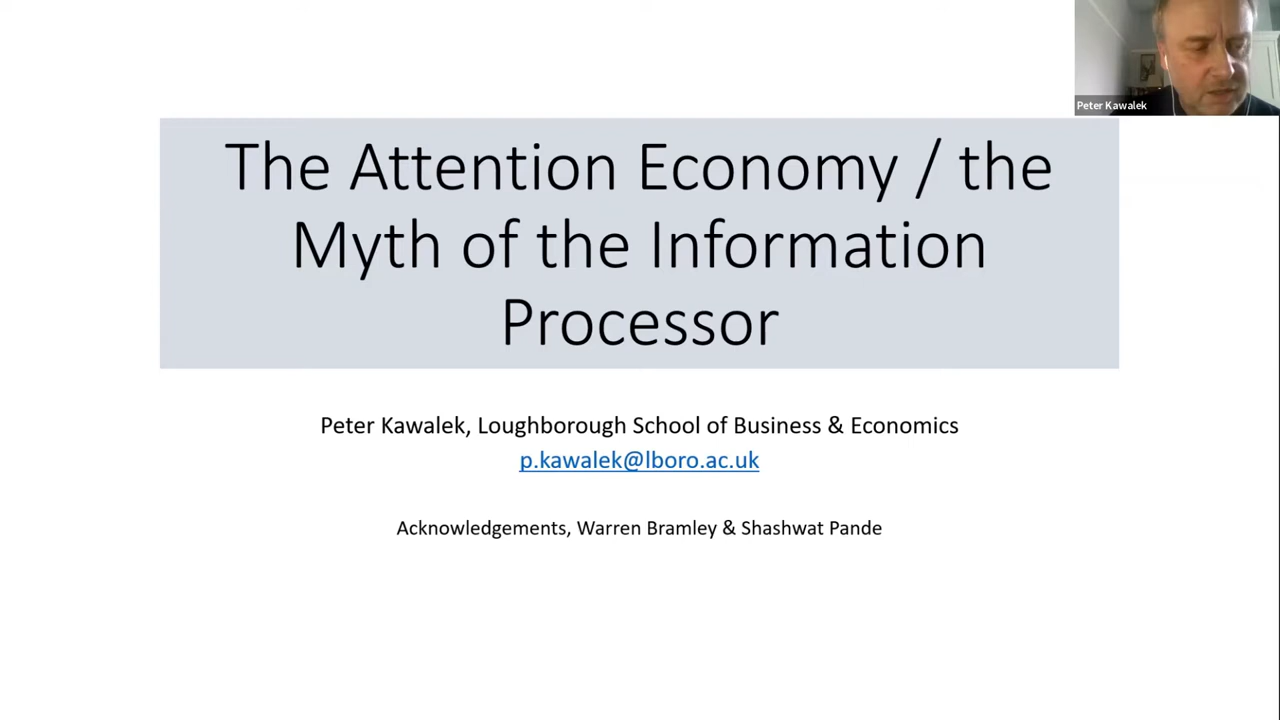 Peter Kawalek
The Attention Economy / the
Myth of the Information
Processor
Peter Kawalek, Loughborough School of Business & Economics
p.kawalek@lboro.ac.uk
Acknowledgements, Warren Bramley & Shashwat Pande